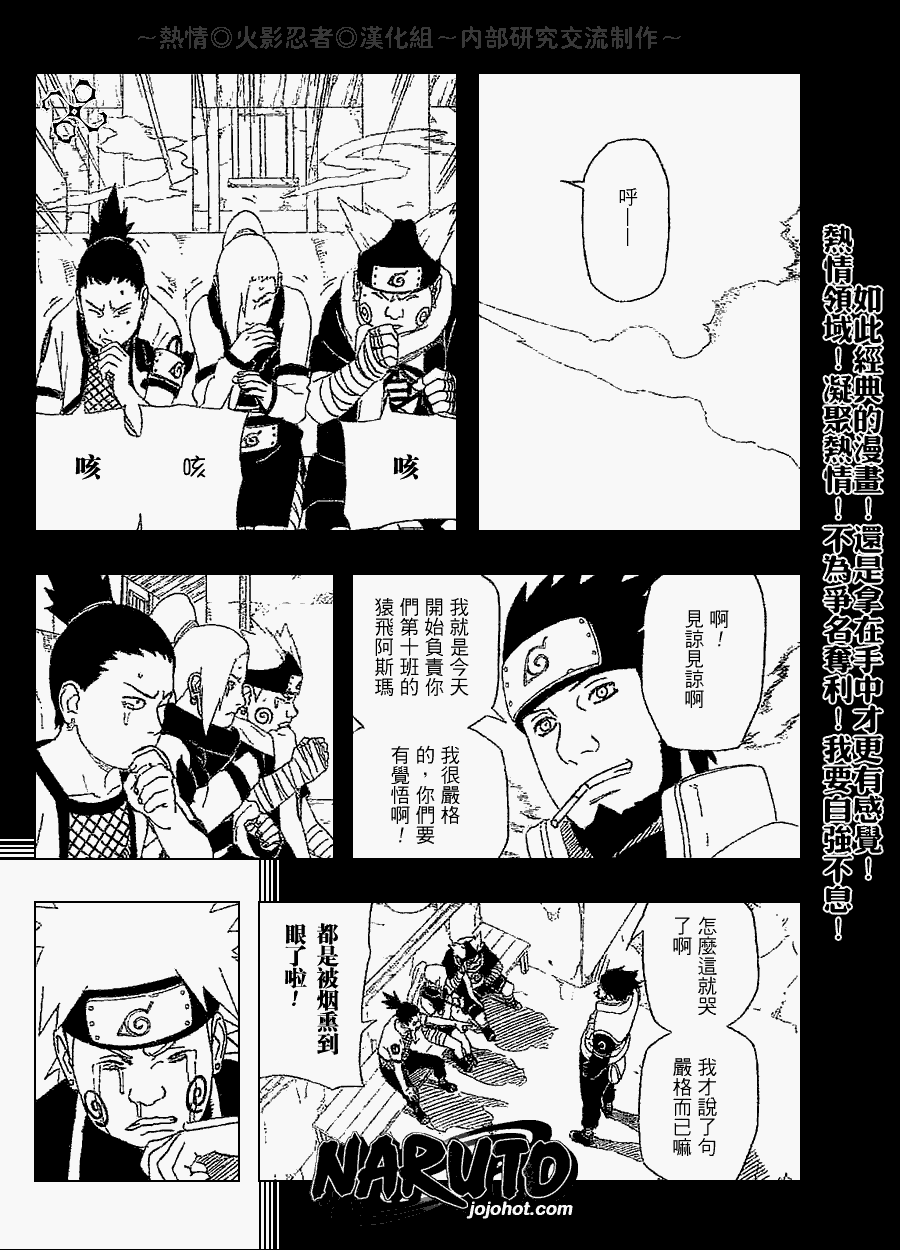 ～熱情◎火影忍者◎漢化組～内部研究交流制作～
呼
——
咳
咳
咳
啊！
見諒見諒啊
我就是今天
開始負責你
們第十班的
猿飛阿斯瑪
我很嚴格
的，你們要
有覺悟啊！
怎麼這就哭
了啊
我才說了句
嚴格而已嘛
都是被烟熏到
眼了啦！
如此經典的漫畫！還是拿在手中才更有感覺！
熱情領域！凝聚熱情！不為爭名奪利！我要自強不息！
NARUTO
jojohot.com